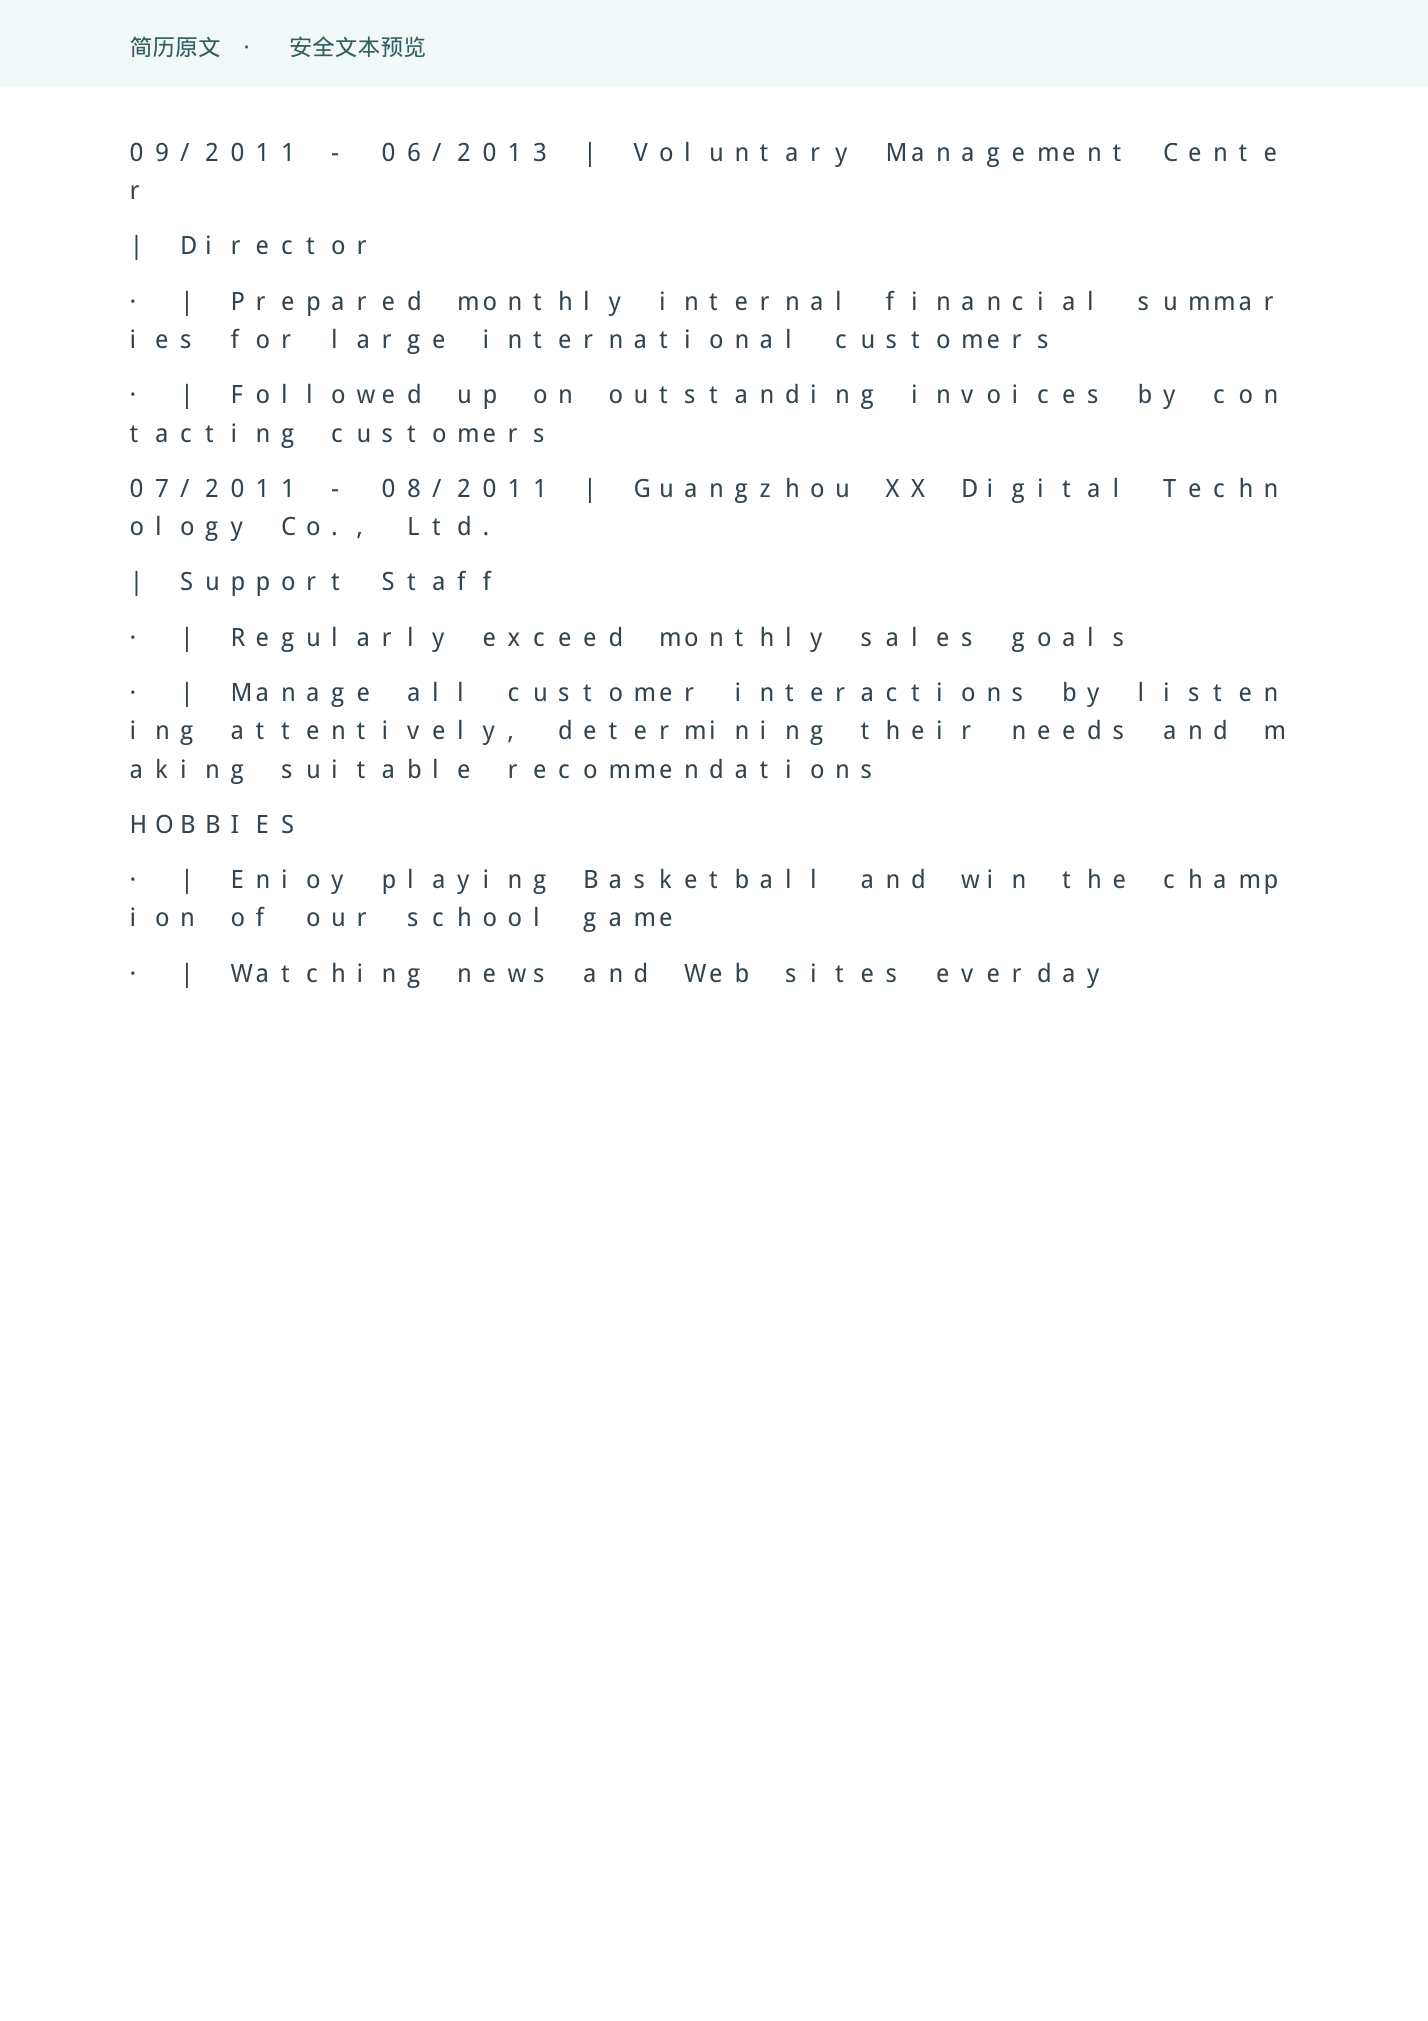 简历原文 · 安全文本预览
09/2011 - 06/2013 | Voluntary Management Cente
r
| Director
· | Prepared monthly internal financial summar
ies for large international customers
· | Followed up on outstanding invoices by con
tacting customers
07/2011 - 08/2011 | Guangzhou XX Digital Techn
ology Co., Ltd.
| Support Staff
· | Regularly exceed monthly sales goals
· | Manage all customer interactions by listen
ing attentively, determining their needs and m
aking suitable recommendations
HOBBIES
· | Enioy playing Basketball and win the champ
ion of our school game
· | Watching news and Web sites everday